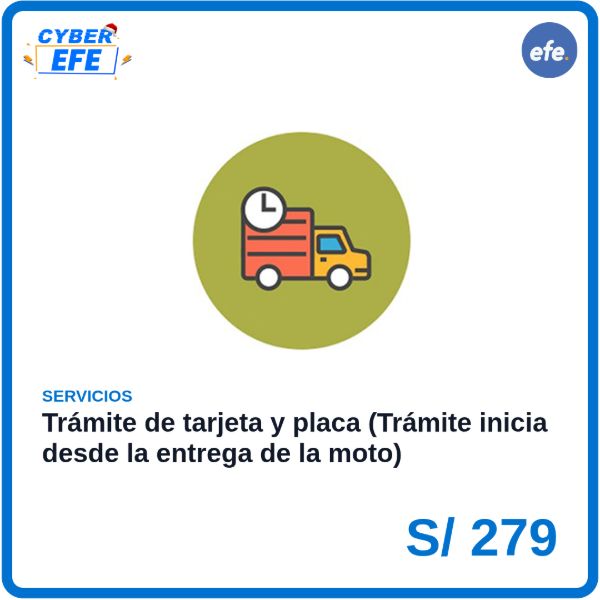 CYBER
EFE
efe.
SERVICIOS
Trámite de tarjeta y placa (Trámite inicia
desde la entrega de la moto)
S/ 279